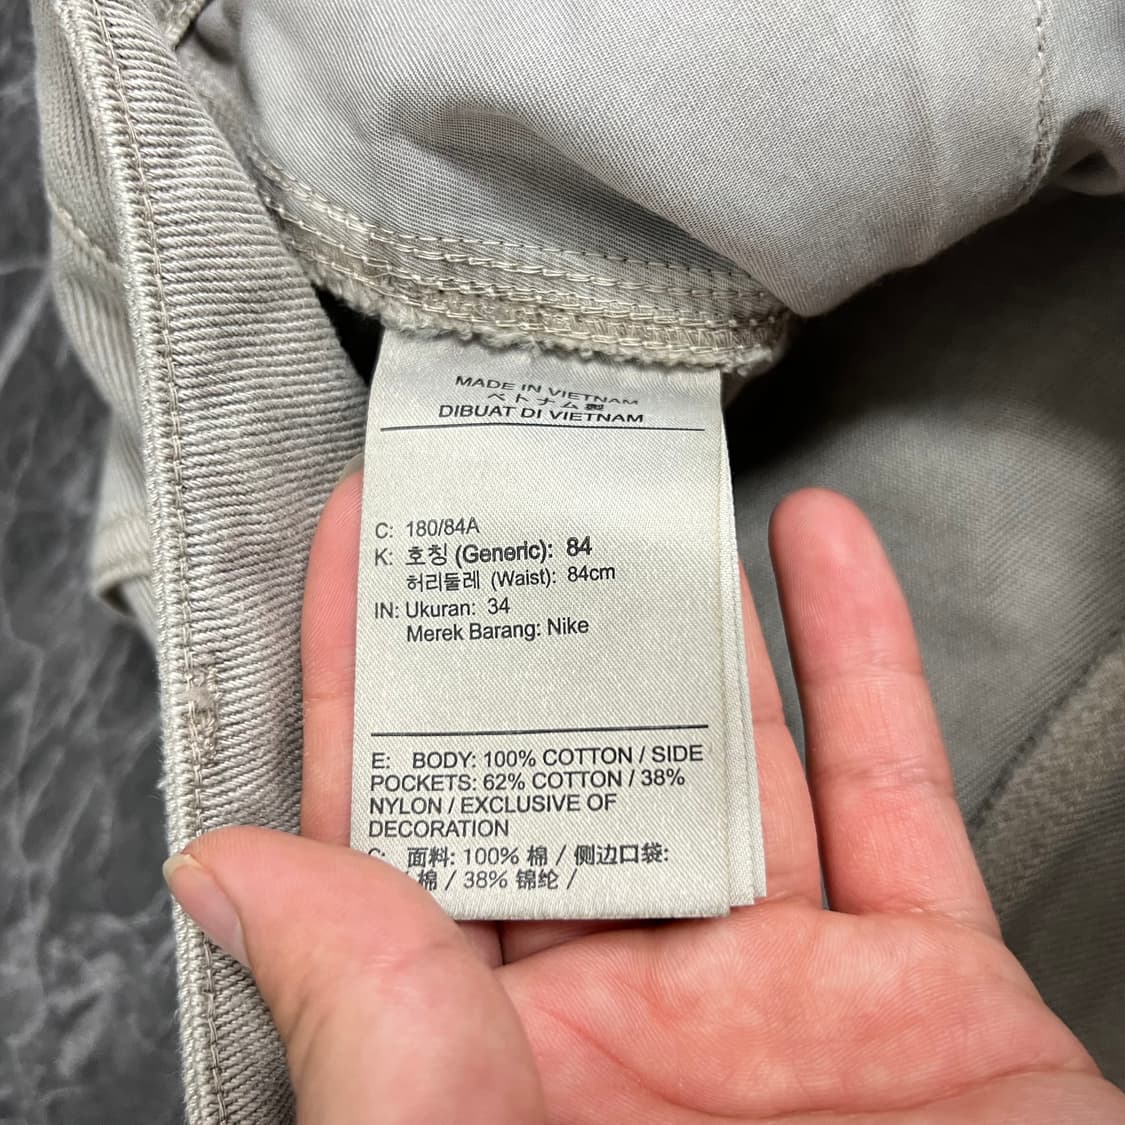 MADE IN VIETNAM
ベトナム製
DIBUAT DI VIETNAM
C: 180/84A
K: 호칭 (Generic): 84
허리둘레 (Waist): 84cm
IN: Ukuran: 34
Merek Barang: Nike
E: BODY: 100% COTTON / SIDE
POCKETS: 62% COTTON / 38%
NYLON / EXCLUSIVE OF
DECORATION
C: 面料: 100% 棉 / 侧边口袋:
棉 / 38% 锦纶 /